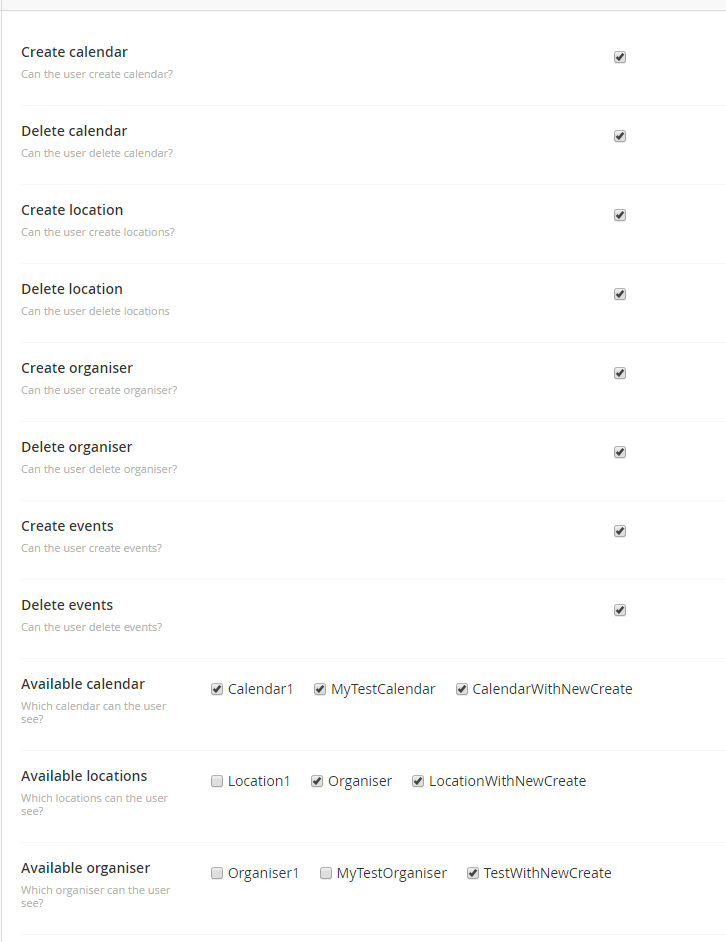 Create calendar
Can the user create calendar?
Delete calendar
Can the user delete calendar?
Create location
Can the user create locations?
Delete location
Can the user delete locations
Create organiser
Can the user create organiser?
Delete organiser
Can the user delete organiser?
Create events
Can the user create events?
Delete events
Can the user delete events?
Available calendar
Calendar1 MyTestCalendar CalendarWithNewCreate
Which calendar can the user
see?
Available locations
Location1 Organiser LocationWithNewCreate
Which locations can the user
see?
Available organiser
Organiser1 MyTestOrganiser TestWithNewCreate
Which organiser can the user
see?